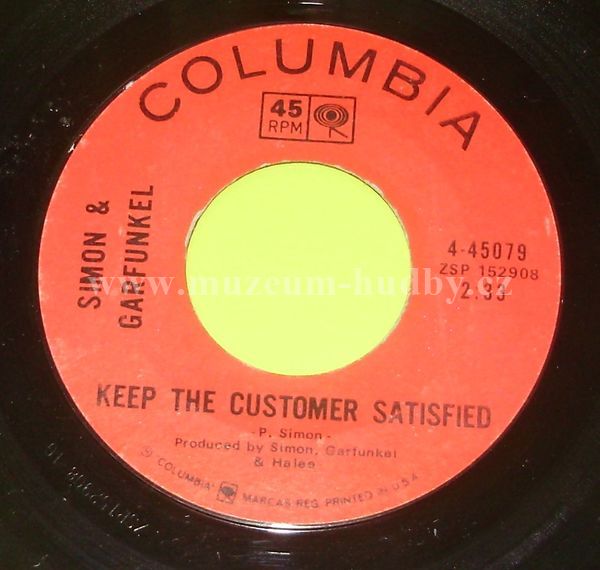 COLUMBIA
45
RPM
SIMON &
GARFUNKEL
4-45079
ZSP 152908
www.muzeum-hudby.cz
KEEP THE CUSTOMER SATISFIED
-P. Simon-
Produced by Simon, Garfunkel
& Halee
Ⓟ "COLUMBIA" MARCAS REG. PRINTED IN U.S.A.